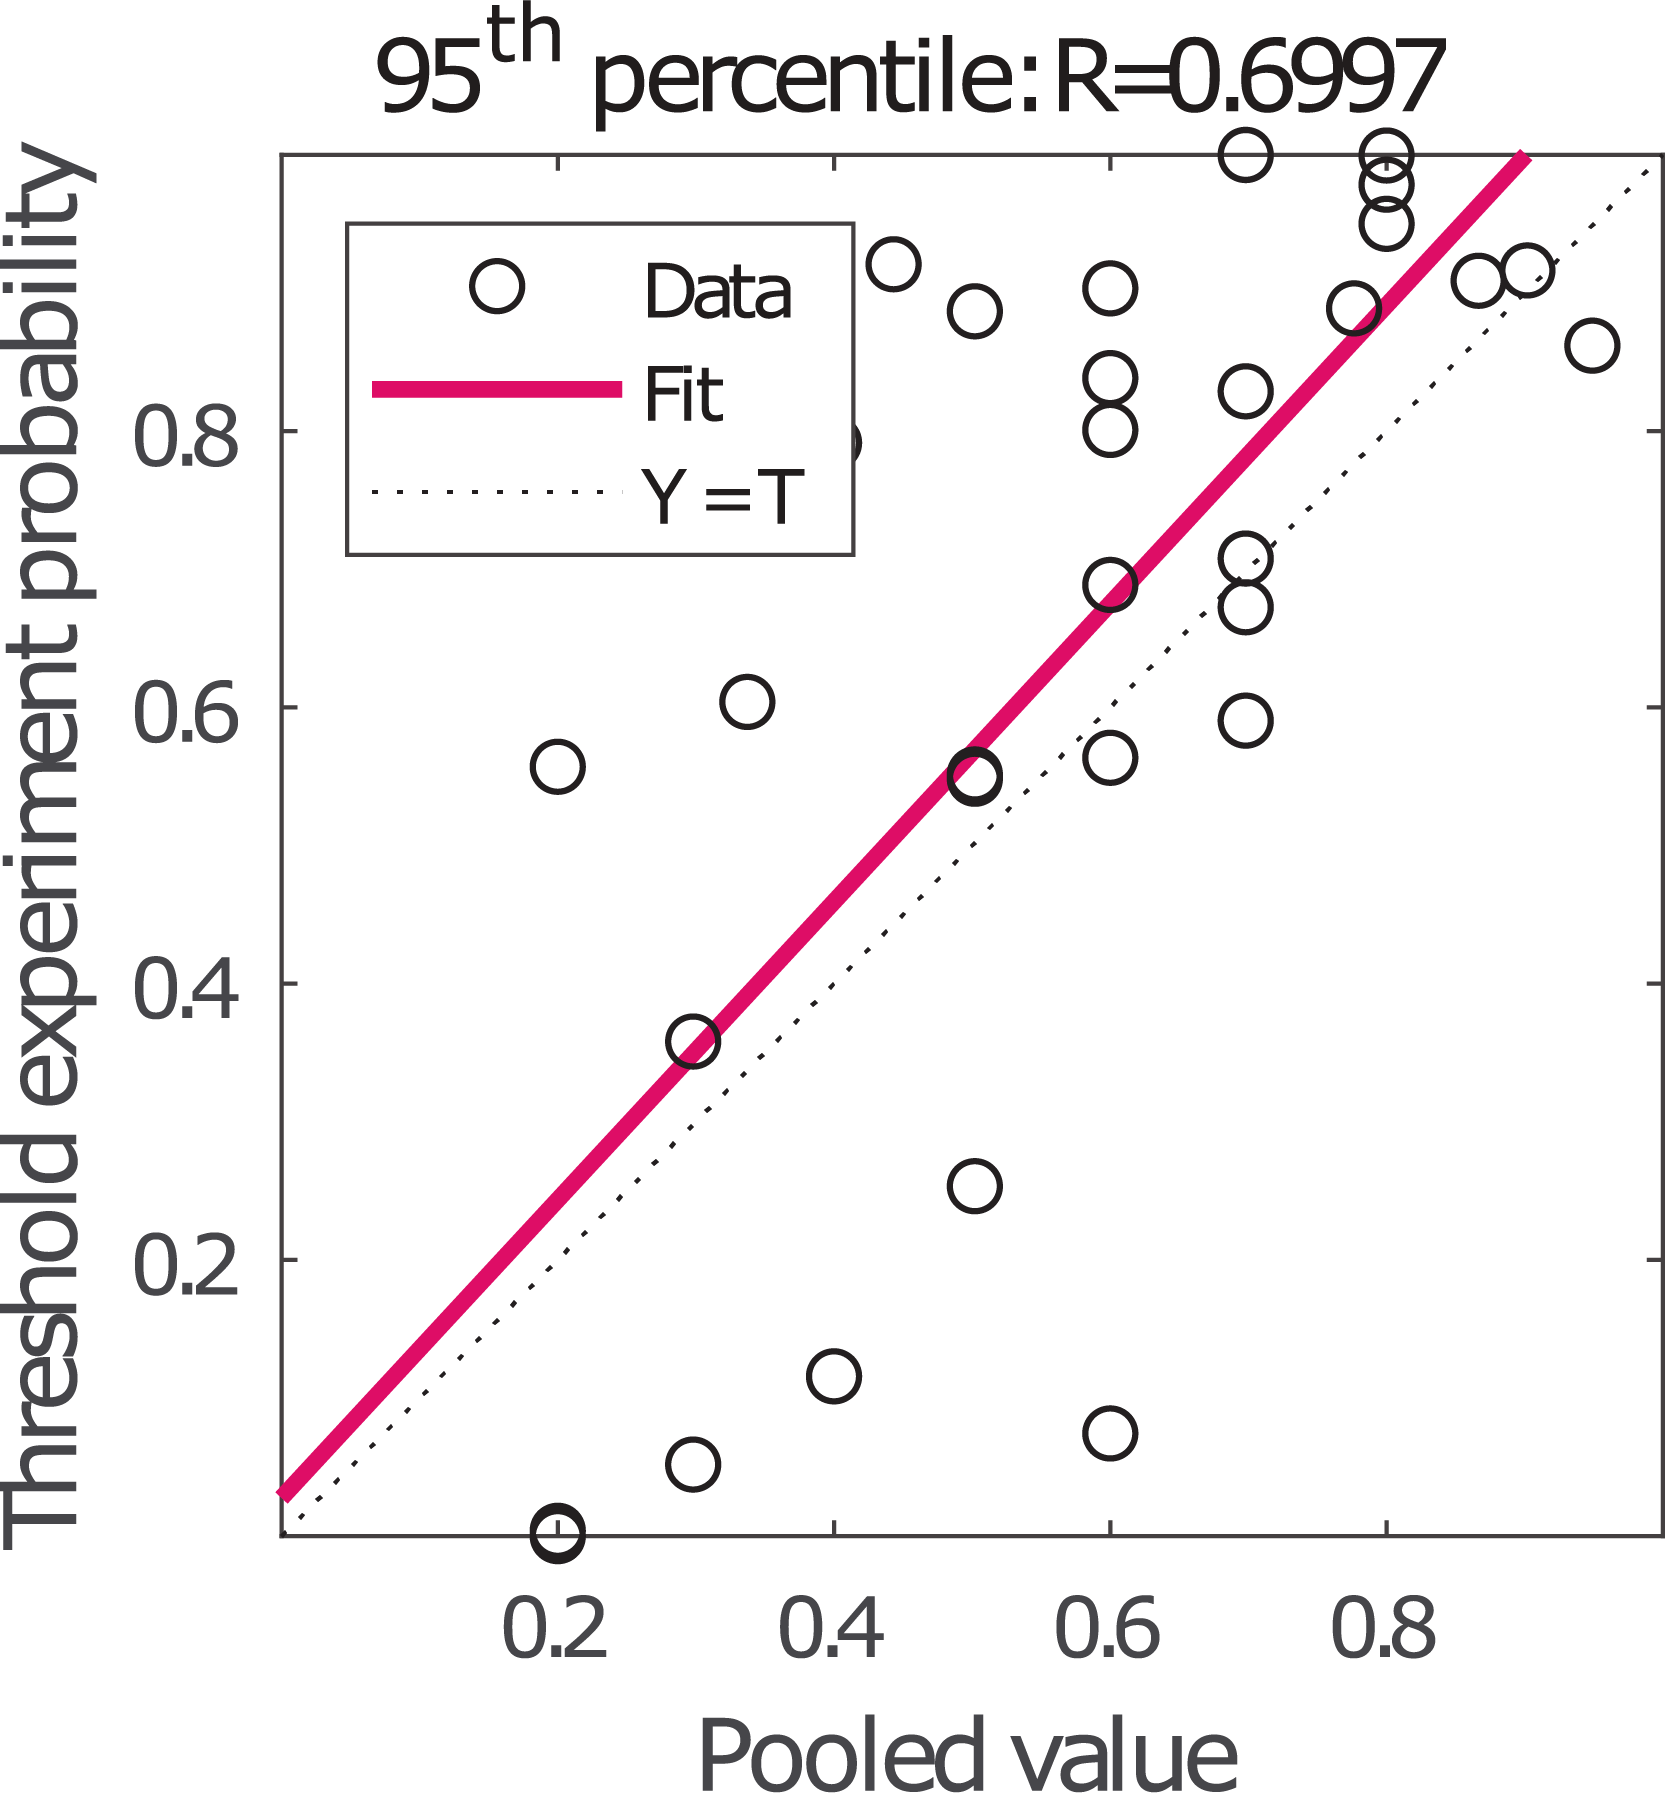 95th percentile: R=0.6997
Threshold experiment probability
Data
Fit
Y = T
0.8
0.6
0.4
0.2
0.2 0.4 0.6 0.8
Pooled value